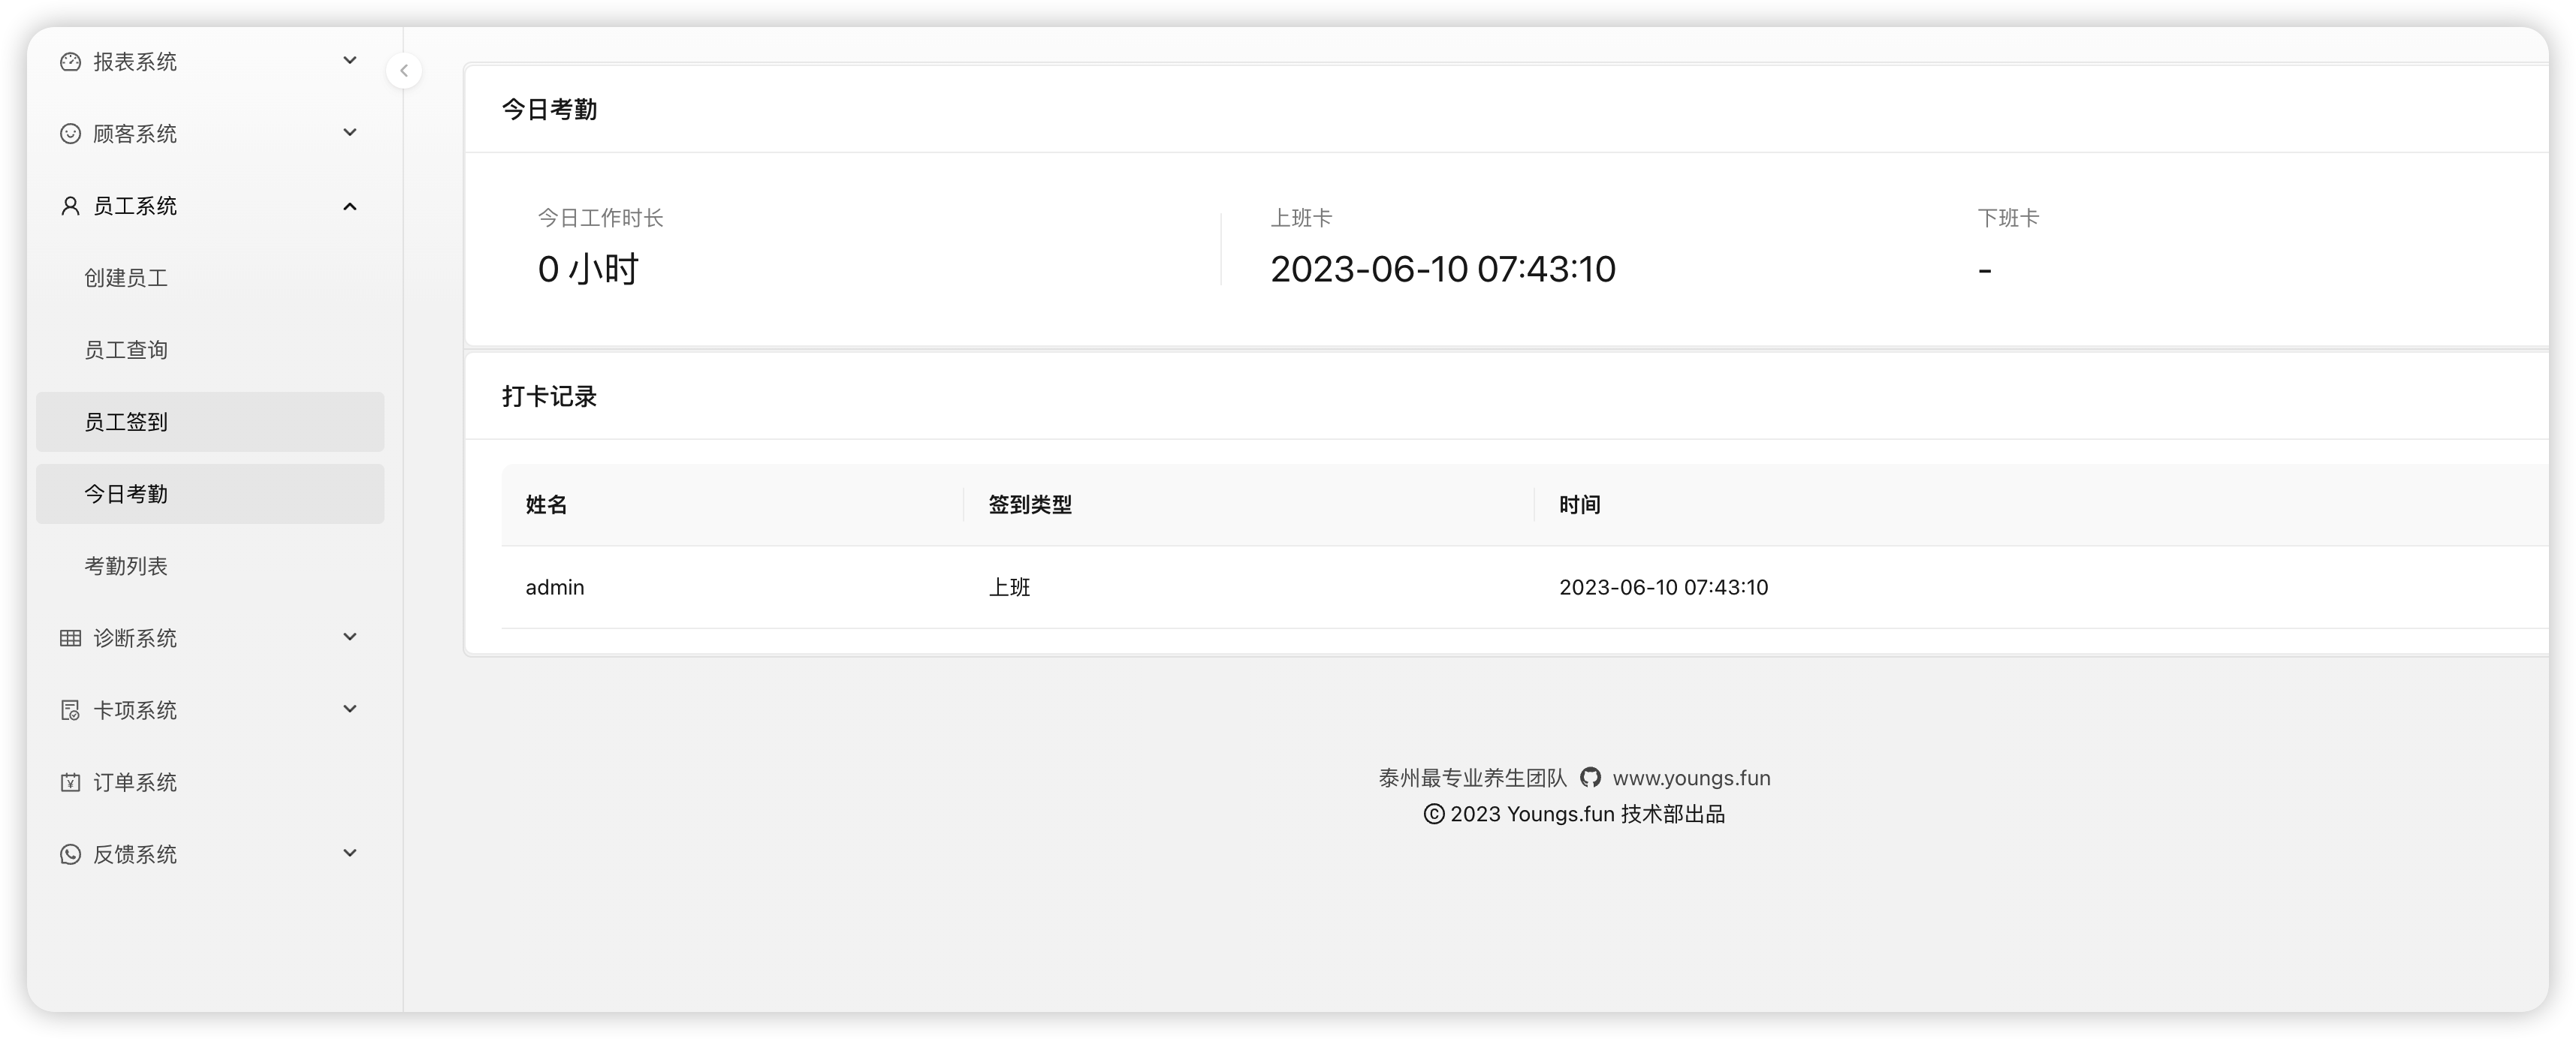 报表系统
顾客系统
员工系统
创建员工
员工查询
员工签到
今日考勤
考勤列表
诊断系统
卡项系统
订单系统
反馈系统
今日考勤
今日工作时长 上班卡 下班卡
0 小时 2023-06-10 07:43:10 -
打卡记录
姓名 签到类型 时间
admin 上班 2023-06-10 07:43:10
泰州最专业养生团队 www.youngs.fun
© 2023 Youngs.fun 技术部出品